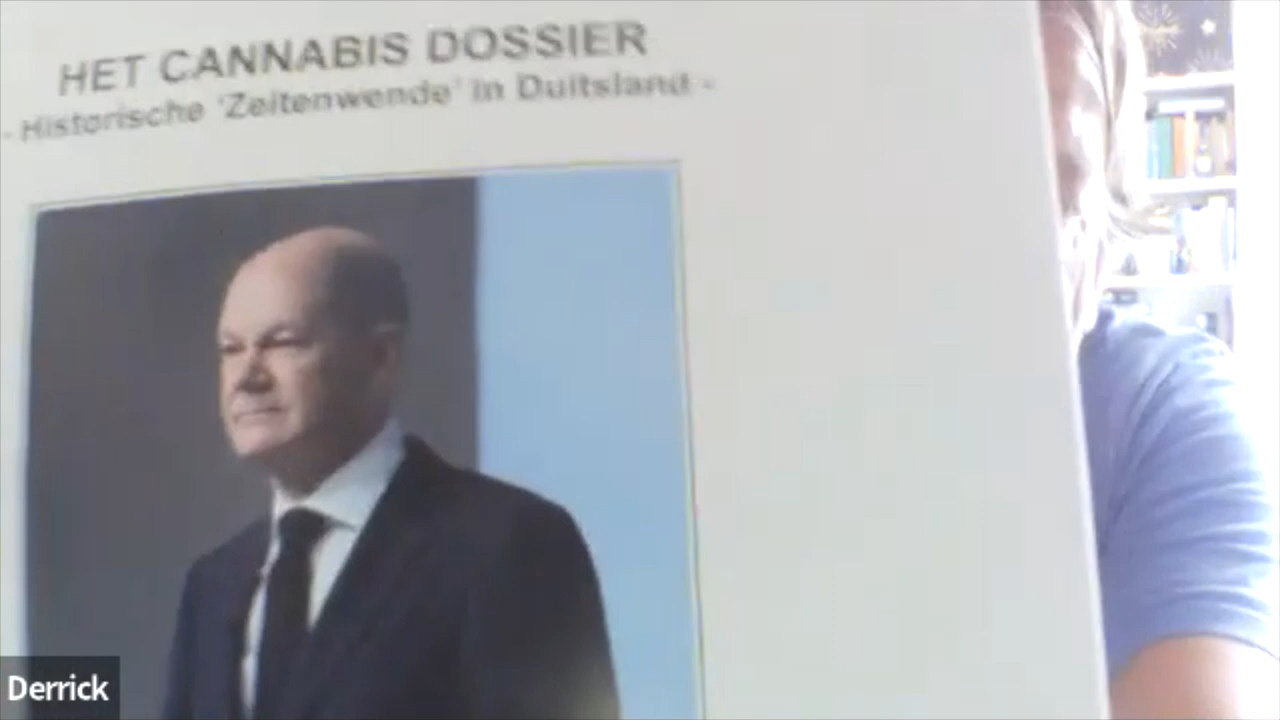 HET CANNABIS DOSSIER
- Historische 'Zeitenwende' in Duitsland -
Derrick